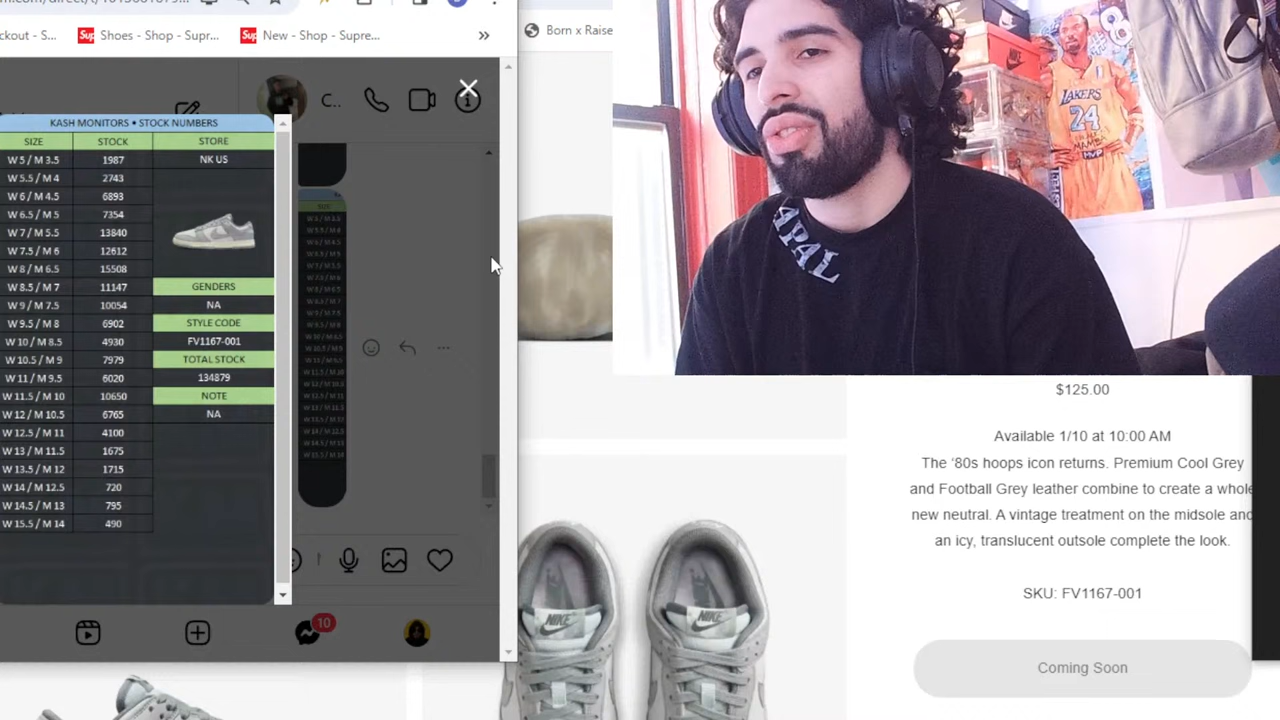 ckout - S...
Shoes - Shop - Supr...
New - Shop - Supre...
»
Born x Raise
C..
KASH MONITORS • STOCK NUMBERS
SIZE STOCK STORE
W 5 / M 3.5 1987 NK US
W 5.5 / M 4 2743
W 6 / M 4.5 6893
W 6.5 / M 5 7354
W 7 / M 5.5 13840
W 7.5 / M 6 12612
W 8 / M 6.5 15508
W 8.5 / M 7 11147 GENDERS
W 9 / M 7.5 10054 NA
W 9.5 / M 8 6902 STYLE CODE
W 10 / M 8.5 4930 FV1167-001
W 10.5 / M 9 7979 TOTAL STOCK
W 11 / M 9.5 6020 134879
W 11.5 / M 10 10650 NOTE
W 12 / M 10.5 6765 NA
W 12.5 / M 11 4100
W 13 / M 11.5 1675
W 13.5 / M 12 1715
W 14 / M 12.5 720
W 14.5 / M 13 795
W 15.5 / M 14 490
10
LAKERS
24
MVP
8
APAL
$125.00
Available 1/10 at 10:00 AM
The '80s hoops icon returns. Premium Cool Grey
and Football Grey leather combine to create a whole
new neutral. A vintage treatment on the midsole and
an icy, translucent outsole complete the look.
SKU: FV1167-001
Coming Soon
NIKE
NIKE